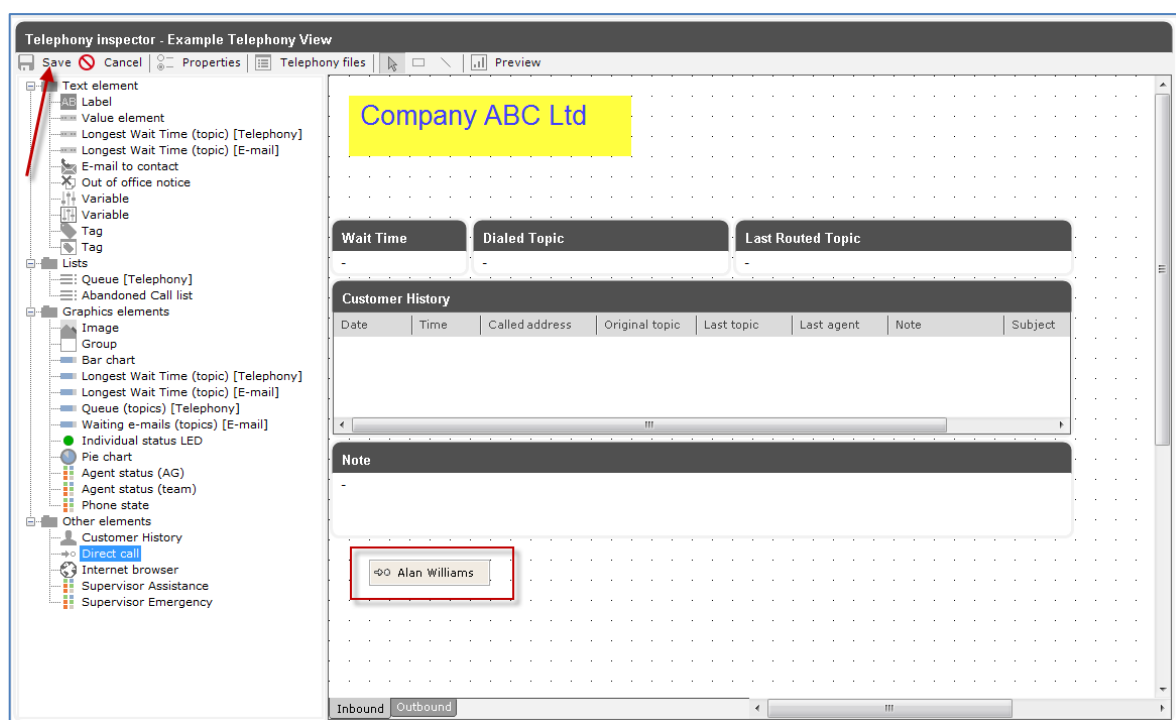 Telephony inspector - Example Telephony View
Save Cancel Properties Telephony files Preview
Text element
AB Label
Value element
Longest Wait Time (topic) [Telephony]
Longest Wait Time (topic) [E-mail]
E-mail to contact
Out of office notice
Variable
Variable
Tag
Tag
Lists
Queue [Telephony]
Abandoned Call list
Graphics elements
Image
Group
Bar chart
Longest Wait Time (topic) [Telephony]
Longest Wait Time (topic) [E-mail]
Queue (topics) [Telephony]
Waiting e-mails (topics) [E-mail]
Individual status LED
Pie chart
Agent status (AG)
Agent status (team)
Phone state
Other elements
Customer History
Direct call
Internet browser
Supervisor Assistance
Supervisor Emergency
Company ABC Ltd
Wait Time Dialed Topic Last Routed Topic
- - -
Customer History
Date Time Called address Original topic Last topic Last agent Note Subject
Note
-
Alan Williams
Inbound Outbound